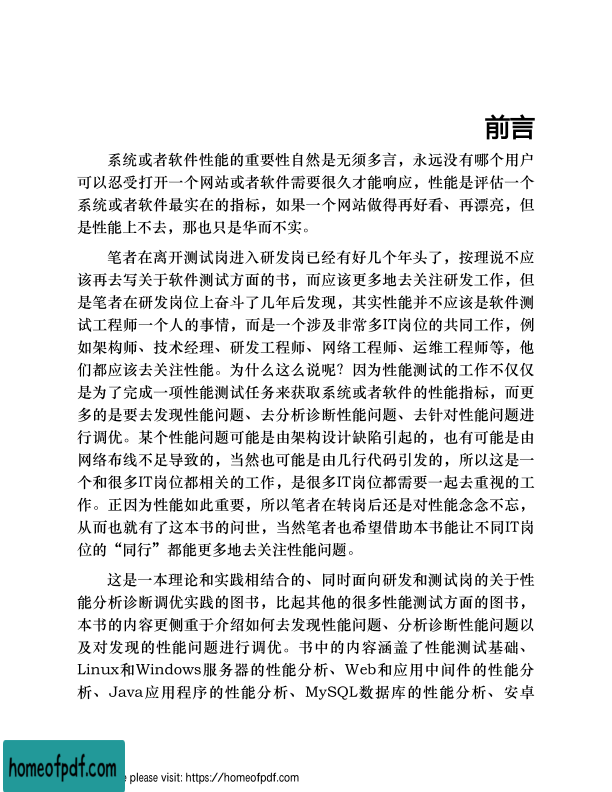 前言
系统或者软件性能的重要性自然是无须多言，永远没有哪个用户
可以忍受打开一个网站或者软件需要很久才能响应，性能是评估一个
系统或者软件最实在的指标，如果一个网站做得再好看、再漂亮，但
是性能上不去，那也只是华而不实。
笔者在离开测试岗进入研发岗已经有好几个年头了，按理说不应
该再去写关于软件测试方面的书，而应该更多地去关注研发工作，但
是笔者在研发岗位上奋斗了几年后发现，其实性能并不应该是软件测
试工程师一个人的事情，而是一个涉及非常多IT岗位的共同工作，例
如架构师、技术经理、研发工程师、网络工程师、运维工程师等，他
们都应该去关注性能。为什么这么说呢？因为性能测试的工作不仅仅
是为了完成一项性能测试任务来获取系统或者软件的性能指标，而更
多的是要去发现性能问题、去分析诊断性能问题、去针对性能问题进
行调优。某个性能问题可能是由架构设计缺陷引起的，也有可能是由
网络布线不足导致的，当然也可能是由几行代码引发的，所以这是一
个和很多IT岗位都相关的工作，是很多IT岗位都需要一起去重视的工
作。正因为性能如此重要，所以笔者在转岗后还是对性能念念不忘，
从而也就有了这本书的问世，当然笔者也希望借助本书能让不同IT岗
位的“同行”都能更多地去关注性能问题。
这是一本理论和实践相结合的、同时面向研发和测试岗的关于性
能分析诊断调优实践的图书，比起其他的很多性能测试方面的图书，
本书的内容更侧重于介绍如何去发现性能问题、分析诊断性能问题以
及对发现的性能问题进行调优。书中的内容涵盖了性能测试基础、
Linux和Windows服务器的性能分析、Web和应用中间件的性能分
析、Java应用程序的性能分析、MySQL数据库的性能分析、安卓
homeofpdf.com
e please visit: https://homeofpdf.com